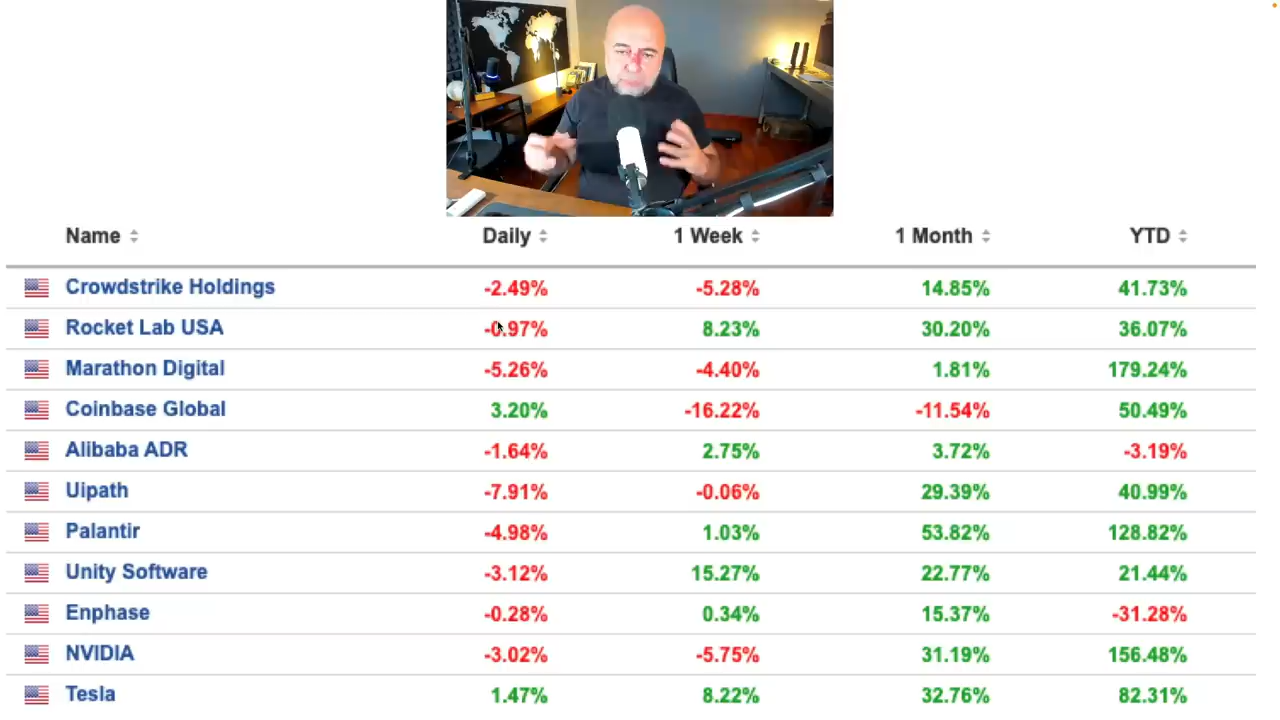 Name Daily 1 Week 1 Month YTD
Crowdstrike Holdings -2.49% -5.28% 14.85% 41.73%
Rocket Lab USA -0.97% 8.23% 30.20% 36.07%
Marathon Digital -5.26% -4.40% 1.81% 179.24%
Coinbase Global 3.20% -16.22% -11.54% 50.49%
Alibaba ADR -1.64% 2.75% 3.72% -3.19%
Uipath -7.91% -0.06% 29.39% 40.99%
Palantir -4.98% 1.03% 53.82% 128.82%
Unity Software -3.12% 15.27% 22.77% 21.44%
Enphase -0.28% 0.34% 15.37% -31.28%
NVIDIA -3.02% -5.75% 31.19% 156.48%
Tesla 1.47% 8.22% 32.76% 82.31%